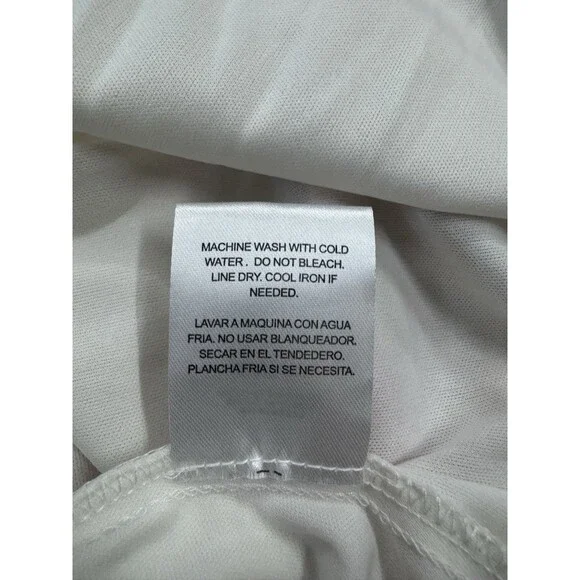 MACHINE WASH WITH COLD
WATER. DO NOT BLEACH.
LINE DRY. COOL IRON IF
NEEDED.
LAVAR A MAQUINA CON AGUA
FRIA. NO USAR BLANQUEADOR.
SECAR EN EL TENDEDERO.
PLANCHA FRIA SI SE NECESITA.